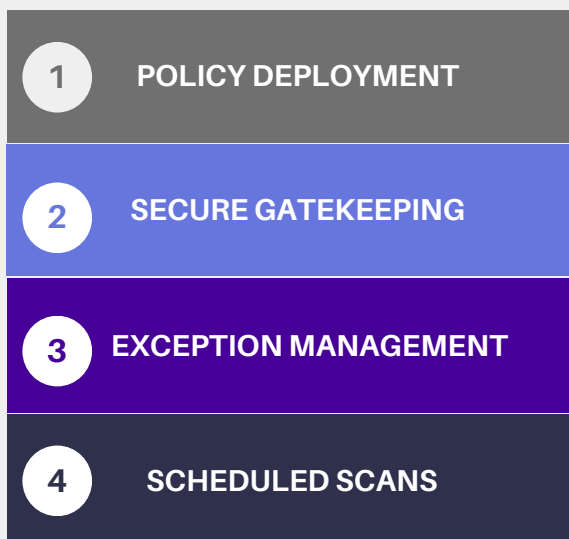 1 POLICY DEPLOYMENT
2 SECURE GATEKEEPING
3 EXCEPTION MANAGEMENT
4 SCHEDULED SCANS